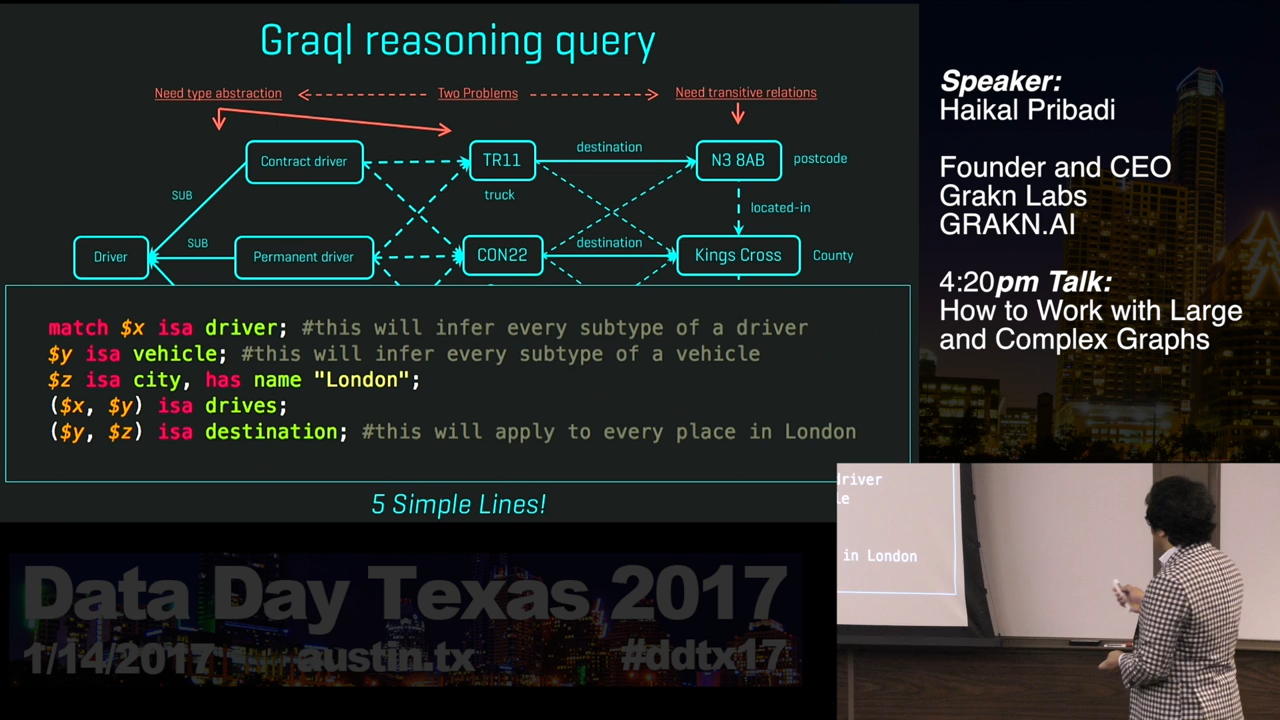 Graql reasoning query
Need type abstraction
Two Problems
Need transitive relations
Contract driver
TR11
destination
N3 8AB
postcode
truck
SUB
located-in
Driver
SUB
Permanent driver
CON22
destination
Kings Cross
County
match $x isa driver; #this will infer every subtype of a driver
$y isa vehicle; #this will infer every subtype of a vehicle
$z isa city, has name "London";
($x, $y) isa drives;
($y, $z) isa destination; #this will apply to every place in London
5 Simple Lines!
Speaker:
Haikal Pribadi
Founder and CEO
Grakn Labs
GRAKN.AI
4:20pm Talk:
How to Work with Large
and Complex Graphs
driver
le
in London
Data Day Texas 2017
1/14/2017 austin.tx #ddtx17